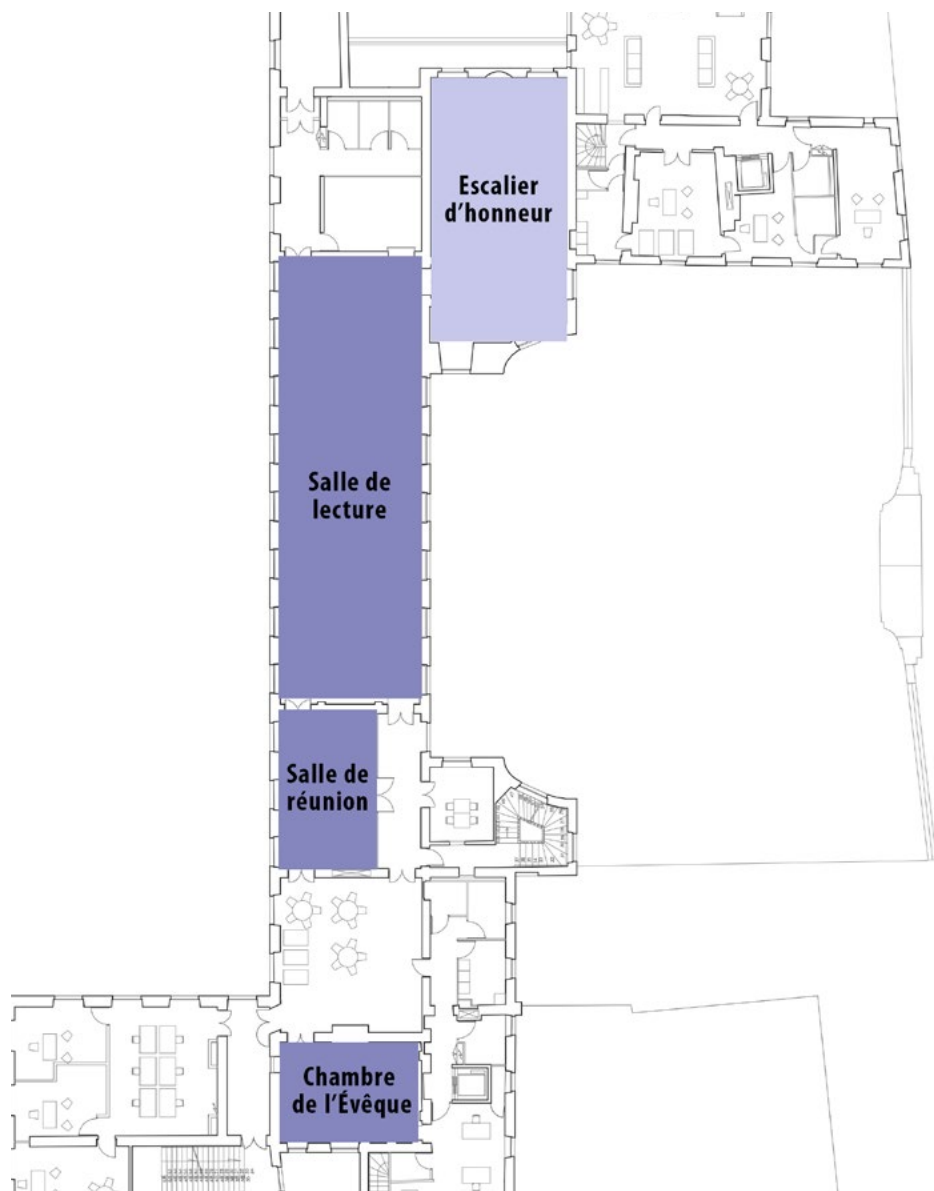 Escalier
d’honneur
Salle de
lecture
Salle de
réunion
Chambre
de l’Évêque